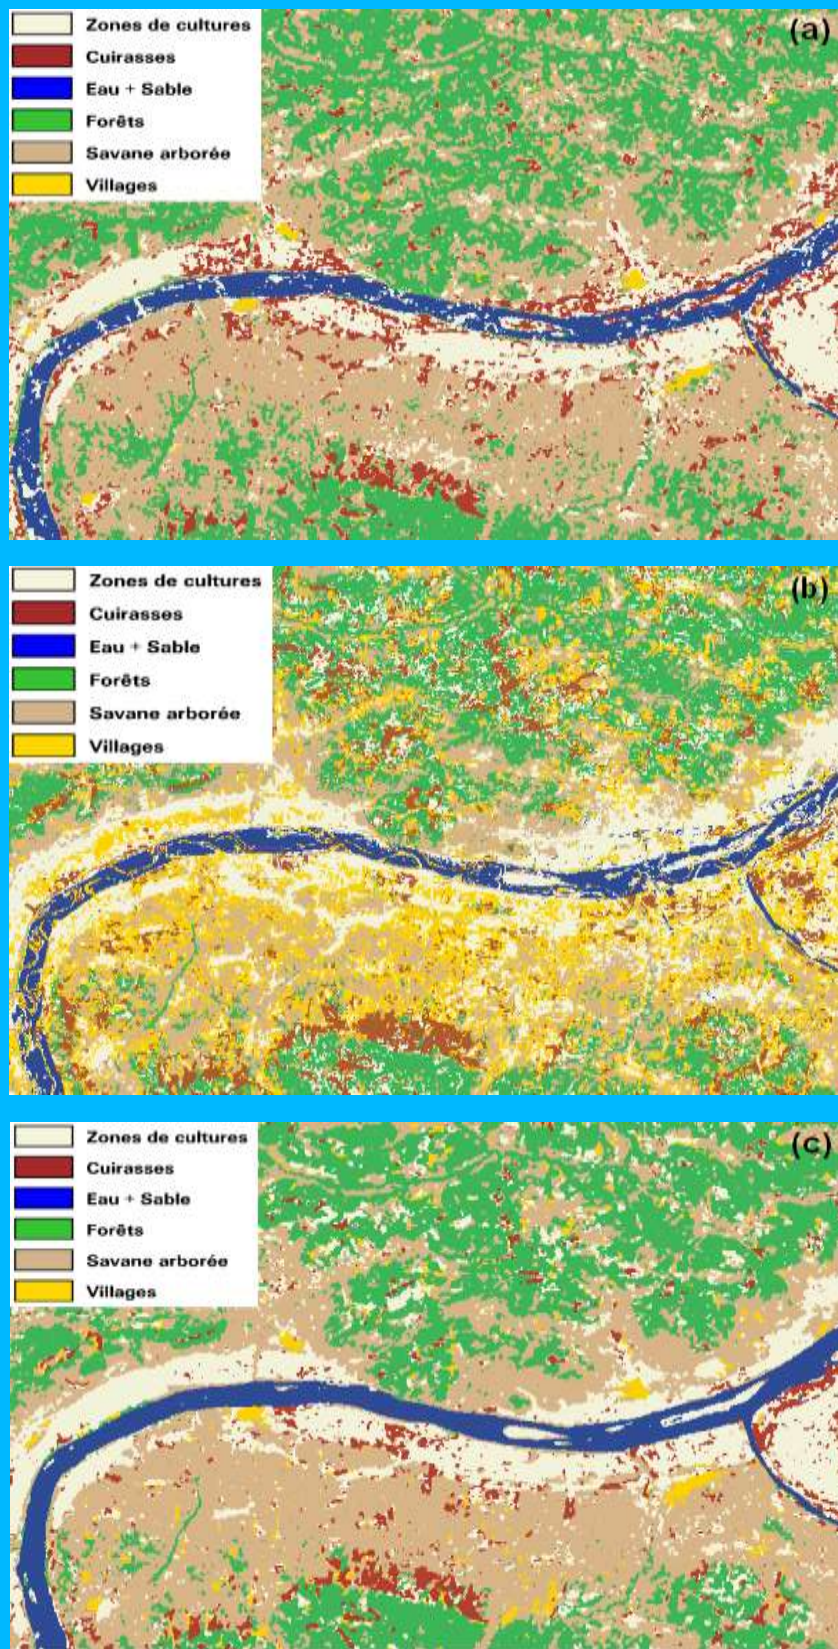 Zones de cultures
(a)
Cuirasses
Eau + Sable
Forêts
Savane arborée
Villages
Zones de cultures
(b)
Cuirasses
Eau + Sable
Forêts
Savane arborée
Villages
Zones de cultures
(c)
Cuirasses
Eau + Sable
Forêts
Savane arborée
Villages